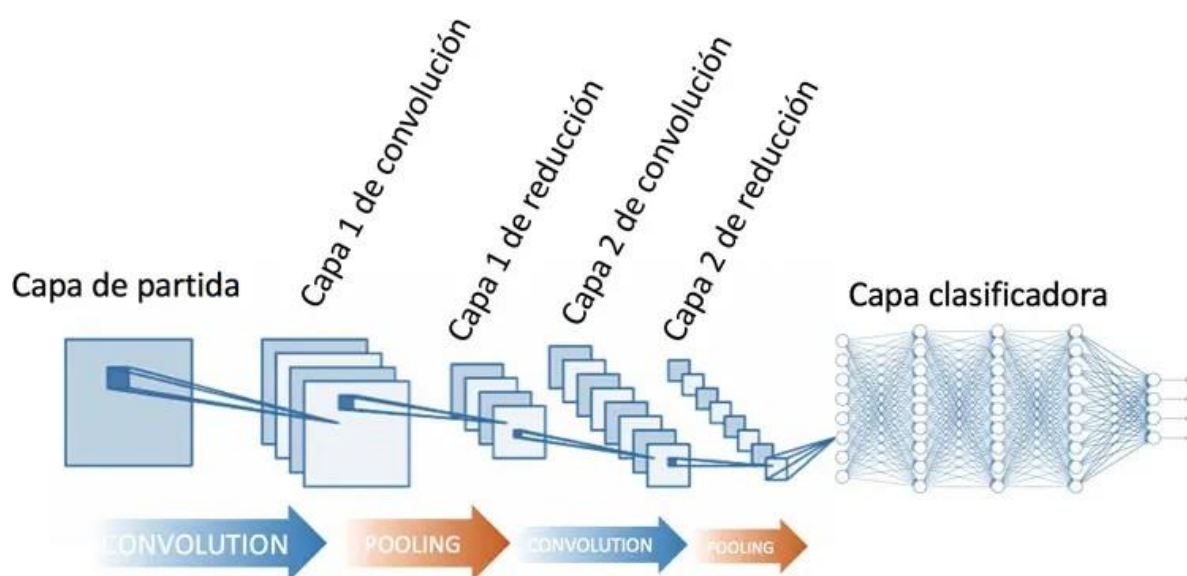 Capa de partida
Capa 1 de convolución
Capa 1 de reducción
Capa 2 de convolución
Capa 2 de reducción
Capa clasificadora
CONVOLUTION
POOLING
CONVOLUTION
POOLING